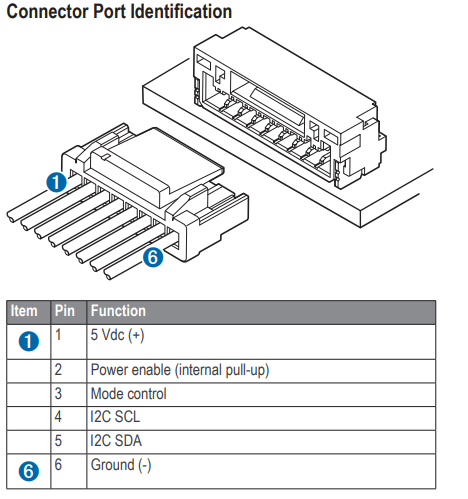 Connector Port Identification
1
6
Item Pin Function
1 1 5 Vdc (+)
2 Power enable (internal pull-up)
3 Mode control
4 I2C SCL
5 I2C SDA
6 6 Ground (-)